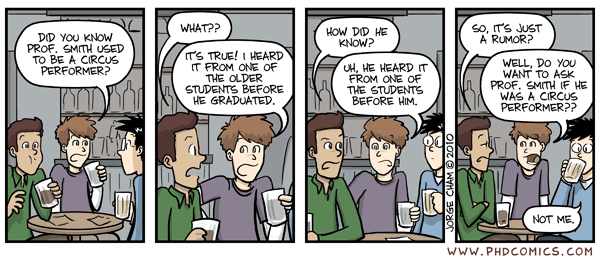 DID YOU KNOW
PROF. SMITH USED
TO BE A CIRCUS
PERFORMER?
WHAT??
IT'S TRUE! I HEARD
IT FROM ONE OF
THE OLDER
STUDENTS BEFORE
HE GRADUATED.
HOW DID HE
KNOW?
UH, HE HEARD IT
FROM ONE OF
THE STUDENTS
BEFORE HIM.
JORGE CHAM © 2010
SO, IT'S JUST
A RUMOR?
WELL, DO YOU
WANT TO ASK
PROF. SMITH IF HE
WAS A CIRCUS
PERFORMER??
NOT ME.
WWW.PHDCOMICS.COM